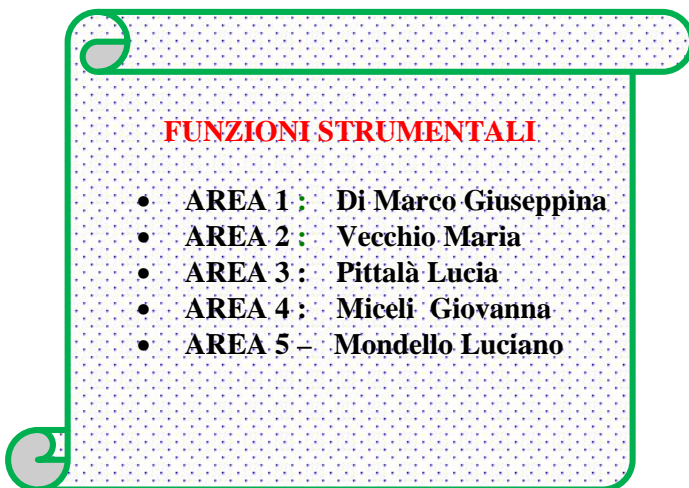 FUNZIONI STRUMENTALI
• AREA 1 : Di Marco Giuseppina
• AREA 2 : Vecchio Maria
• AREA 3 : Pittalà Lucia
• AREA 4 : Miceli Giovanna
• AREA 5 – Mondello Luciano